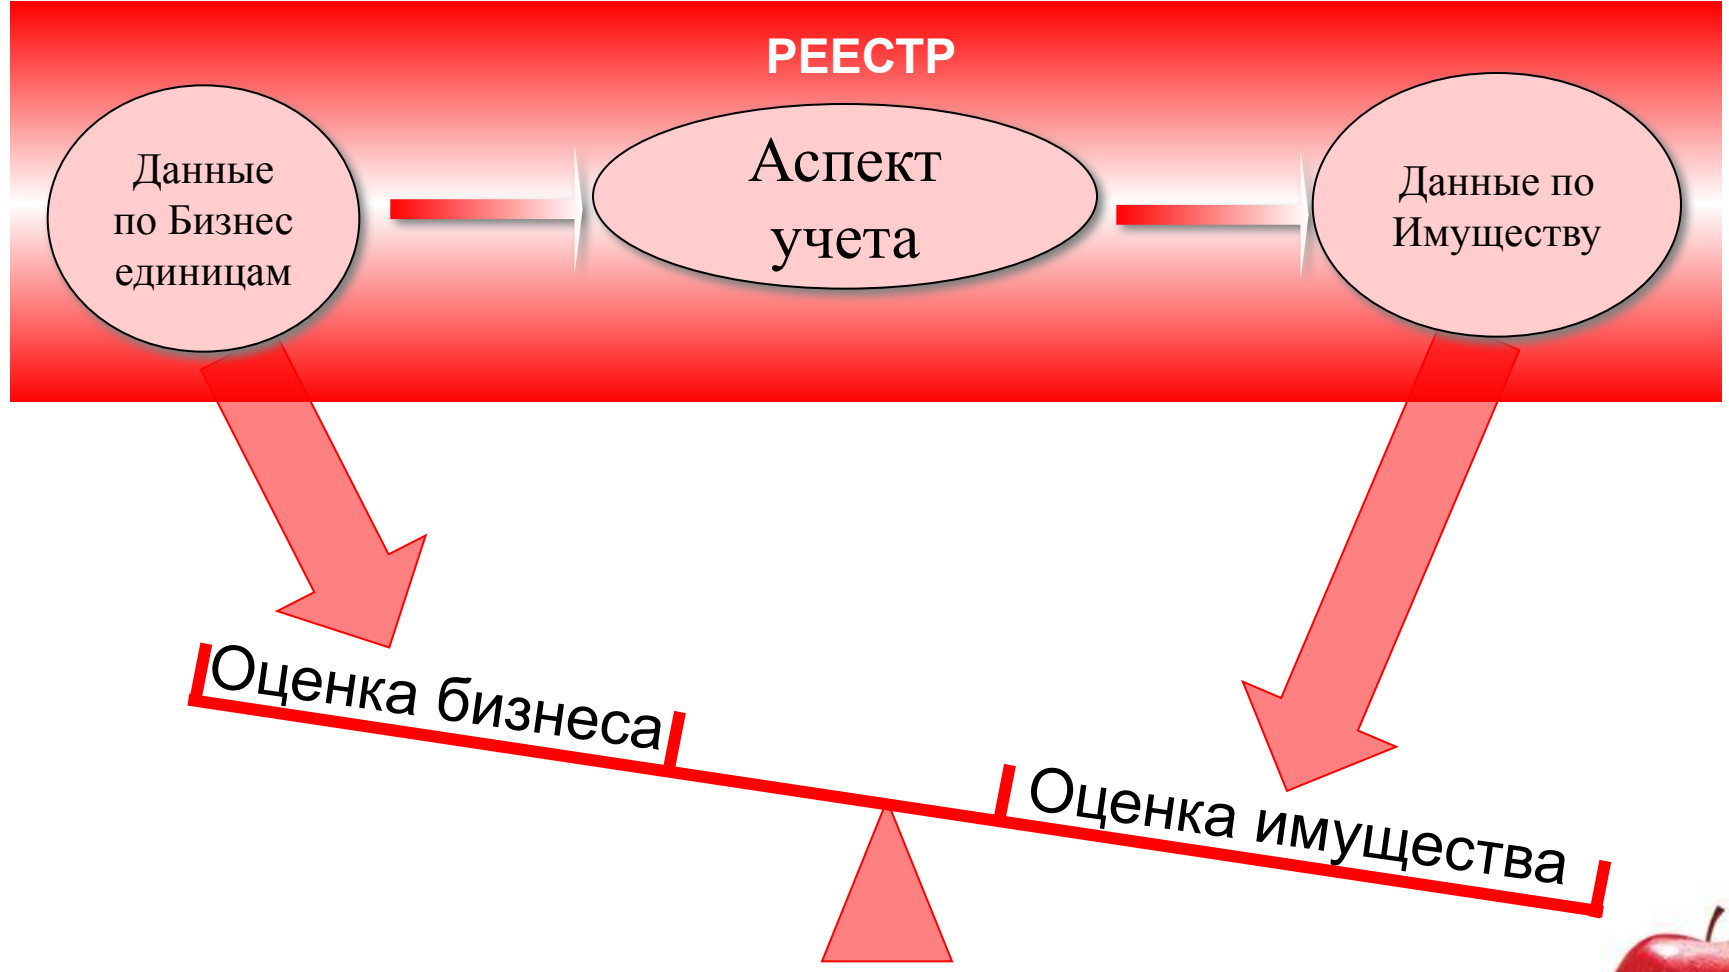 РЕЕСТР
Данные
по Бизнес
единицам
Аспект
учета
Данные по
Имуществу
Оценка бизнеса
Оценка имущества